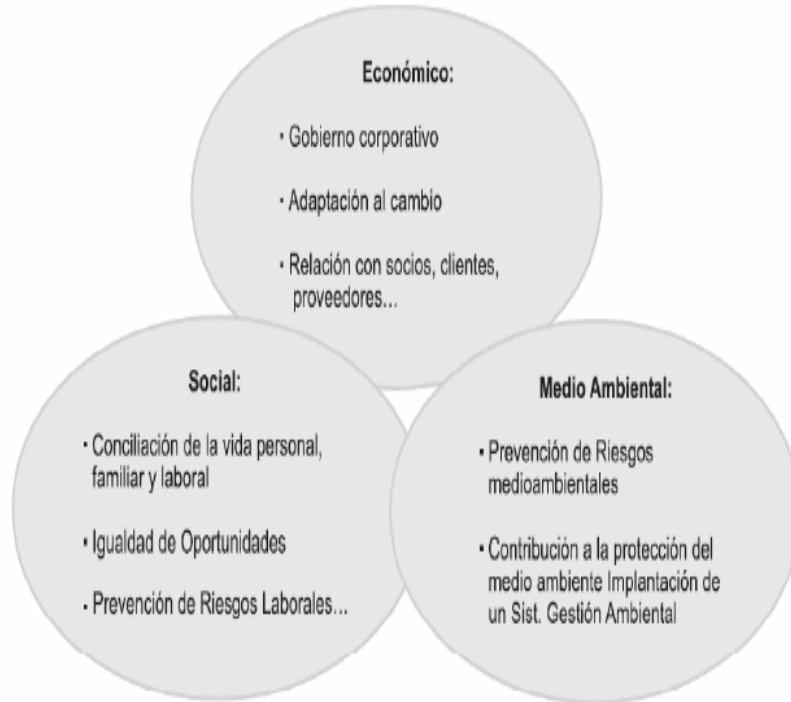 Económico:
· Gobierno corporativo
· Adaptación al cambio
· Relación con socios, clientes,
proveedores...
Social:
· Conciliación de la vida personal,
familiar y laboral
· Igualdad de Oportunidades
· Prevención de Riesgos Laborales...
Medio Ambiental:
· Prevención de Riesgos
medioambientales
· Contribución a la protección del
medio ambiente Implantación de
un Sist. Gestión Ambiental